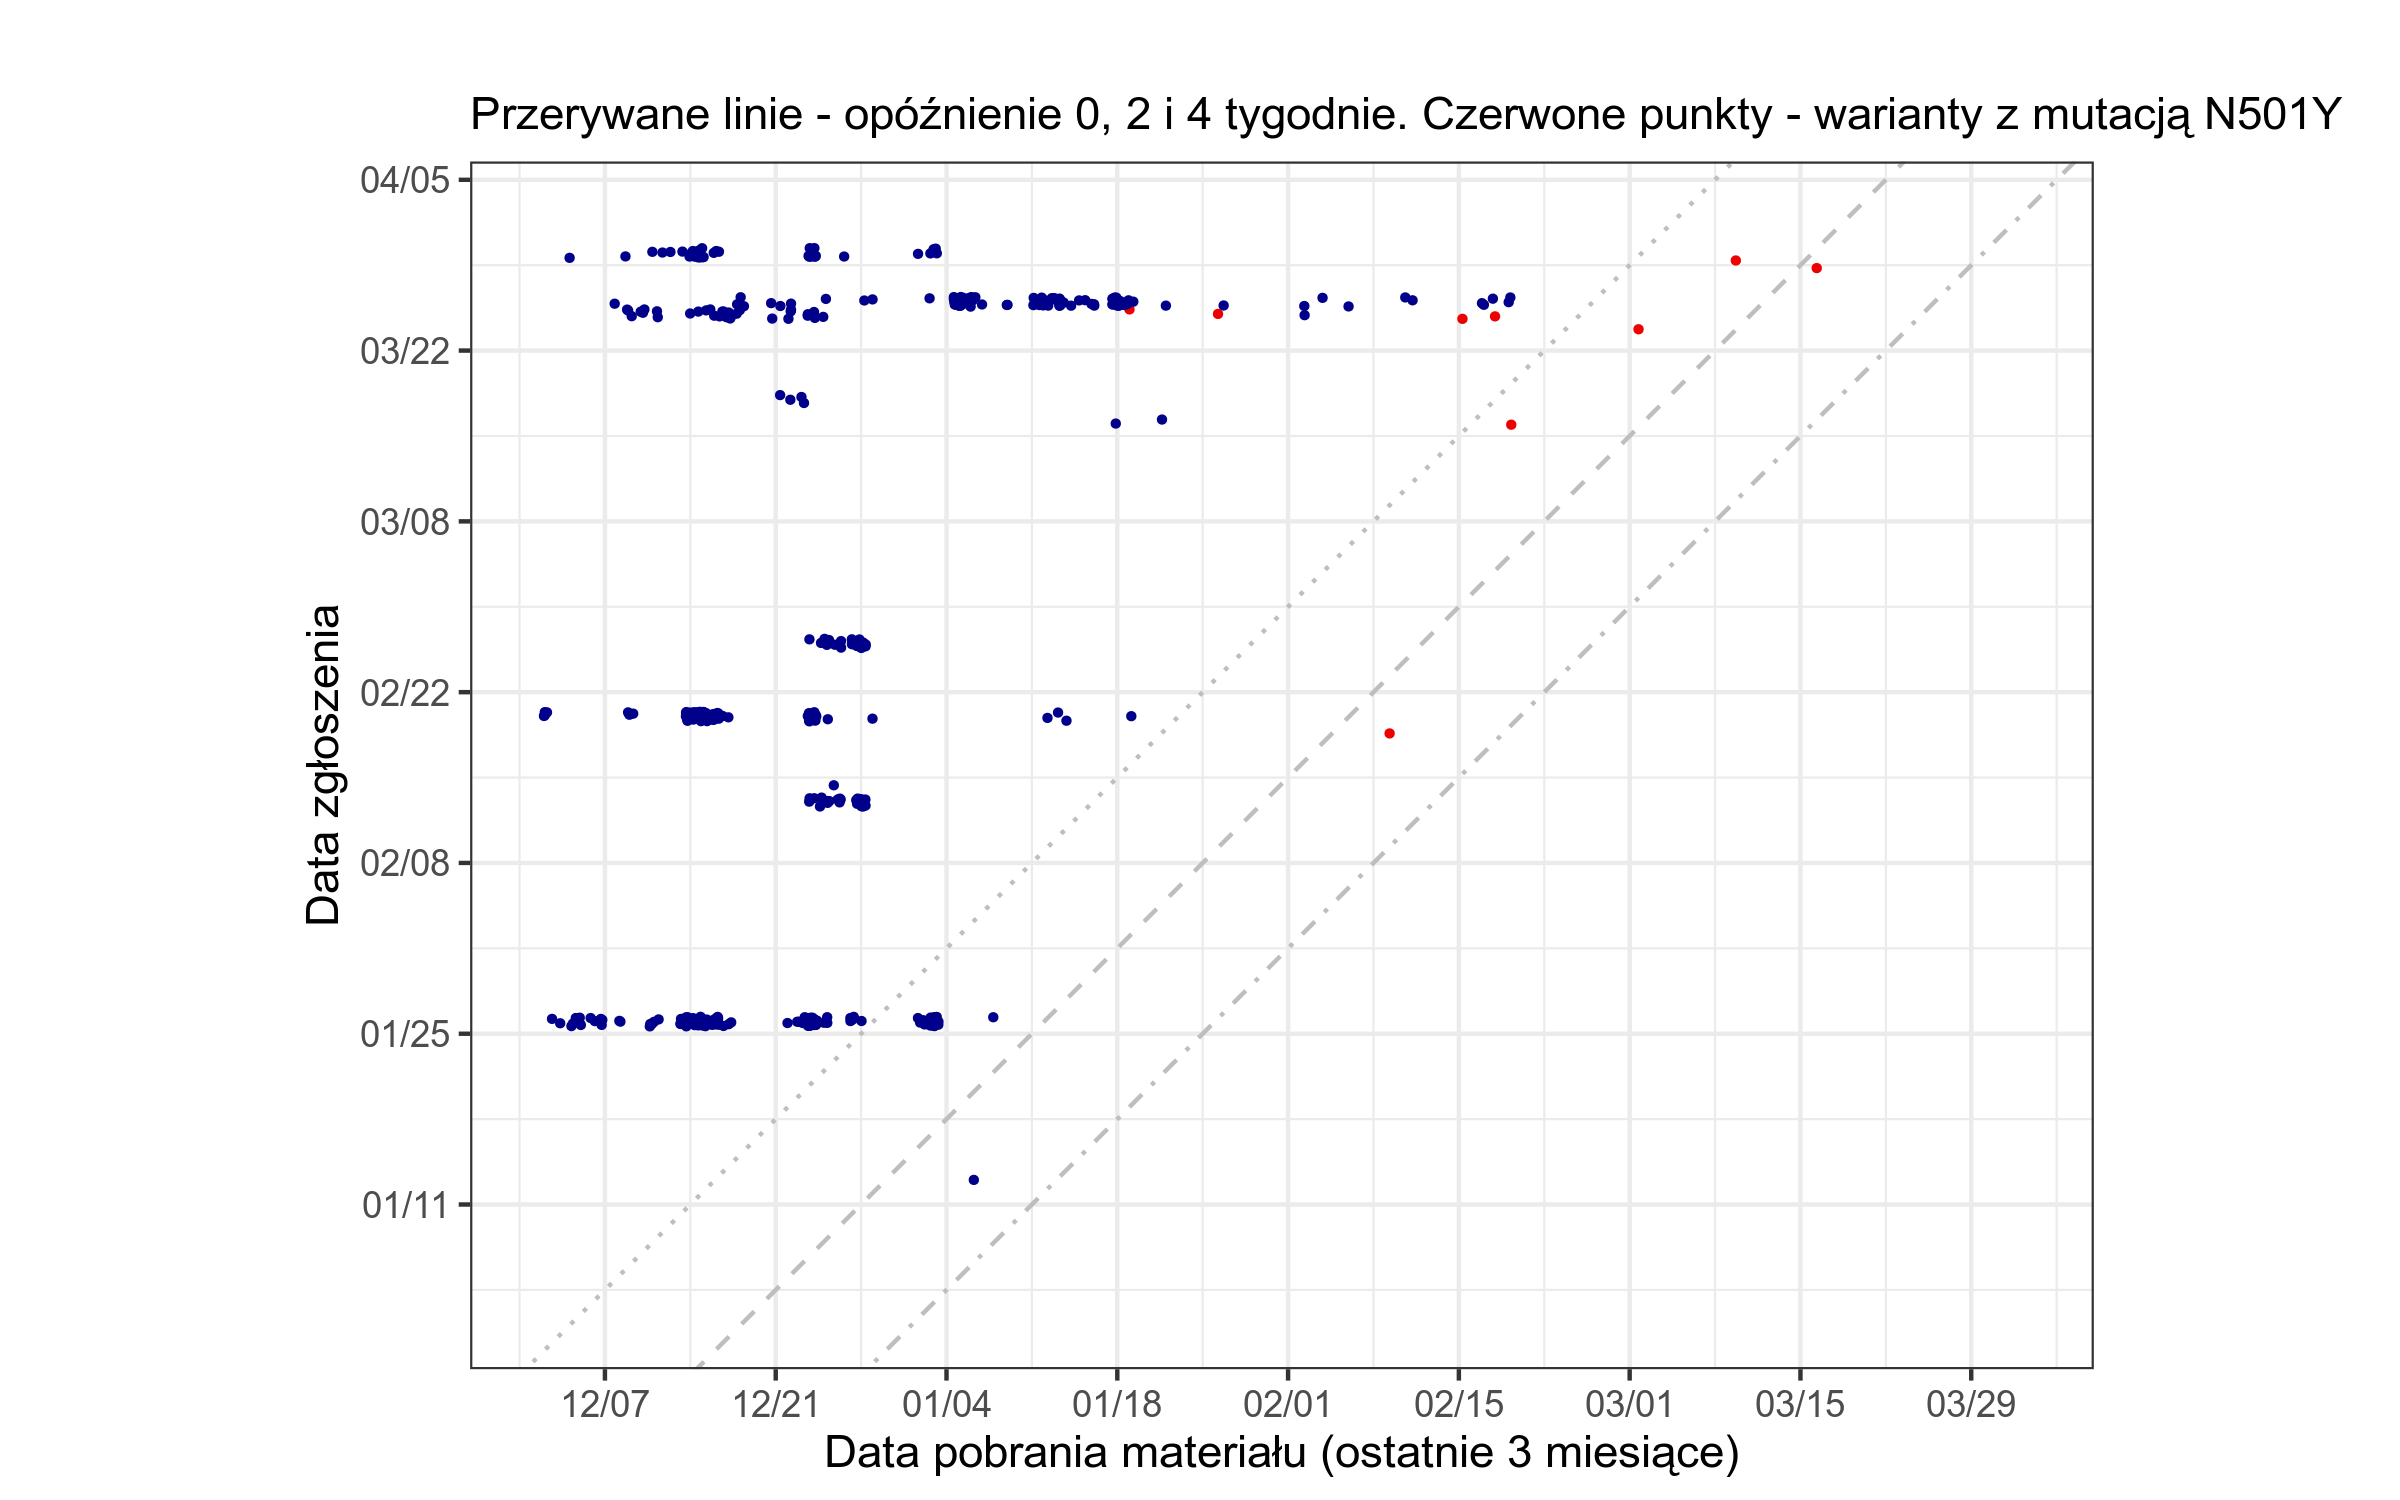 Przerywane linie - opóźnienie 0, 2 i 4 tygodnie. Czerwone punkty - warianty z mutacją N501Y
04/05
03/22
03/08
02/22
02/08
01/25
01/11
Data zgłoszenia
12/07 12/21 01/04 01/18 02/01 02/15 03/01 03/15 03/29
Data pobrania materiału (ostatnie 3 miesiące)